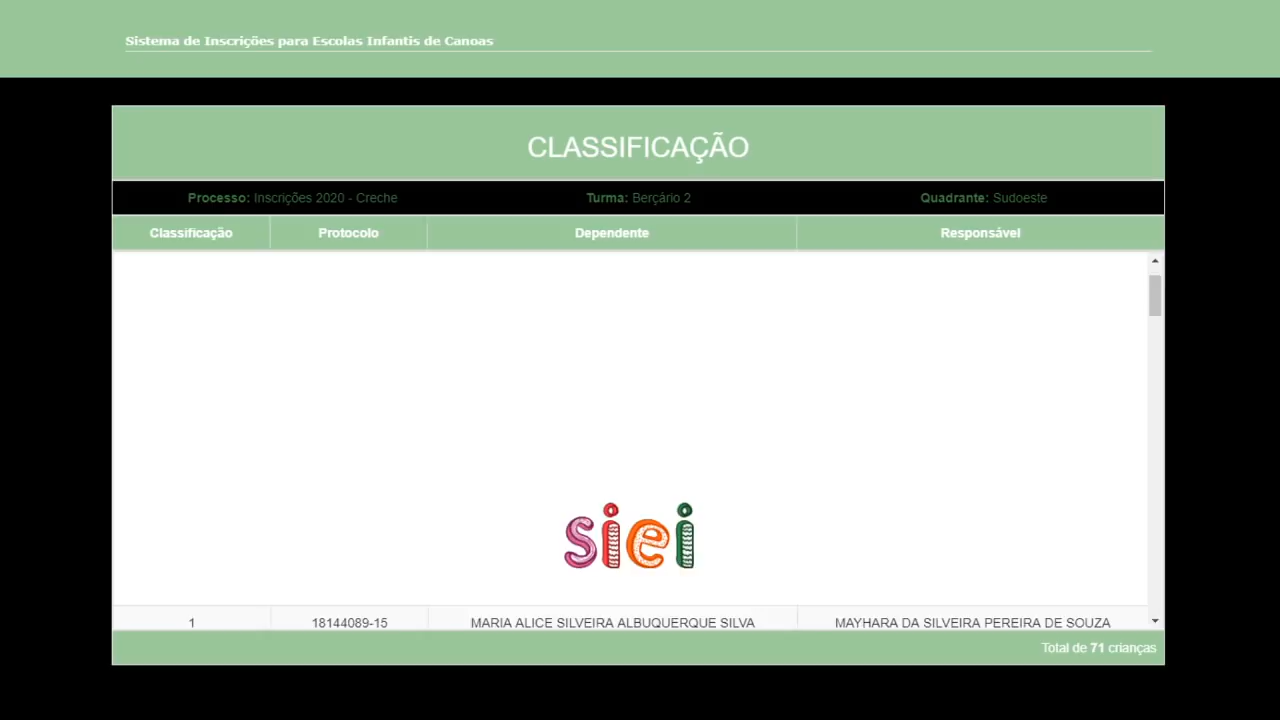 Sistema de Inscrições para Escolas Infantis de Canoas
CLASSIFICAÇÃO
Processo: Inscrições 2020 - Creche Turma: Berçário 2 Quadrante: Sudoeste
Classificação Protocolo Dependente Responsável
siei
1 18144089-15 MARIA ALICE SILVEIRA ALBUQUERQUE SILVA MAYHARA DA SILVEIRA PEREIRA DE SOUZA
Total de 71 crianças